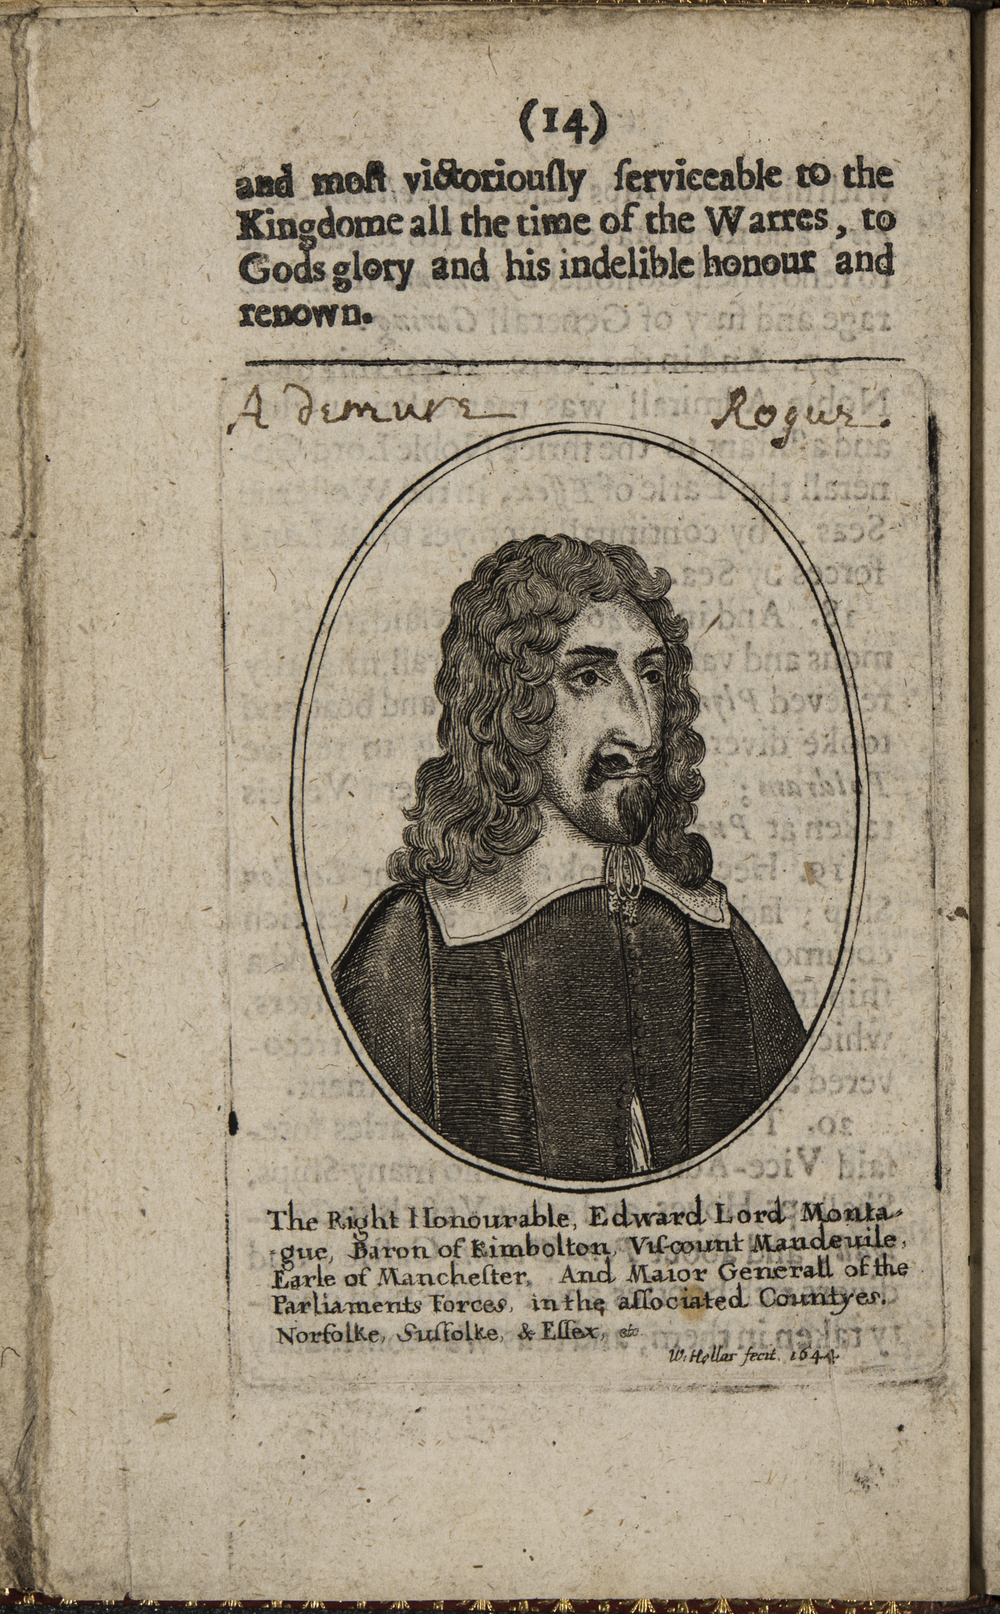 (14)
and most victoriously serviceable to the
Kingdome all the time of the Warres, to
Gods glory and his indelible honour and
renown.
A demure Rogue.
The Right Honourable, Edward Lord Monta-
-gue, Baron of Kimbolton, Viscount Mandeuile,
Earle of Manchester, And Maior Generall of the
Parliaments Forces, in the associated Countyes.
Norfolke, Suffolke, & Essex, etc.
W. Hollar fecit. 1644